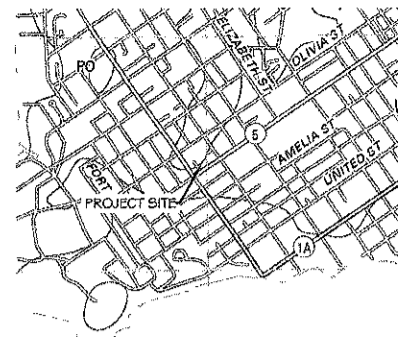 ELIZABETH ST
OLIVIA ST
PO
5
AMELIA ST
FORT
UNITED ST
PROJECT SITE
1A